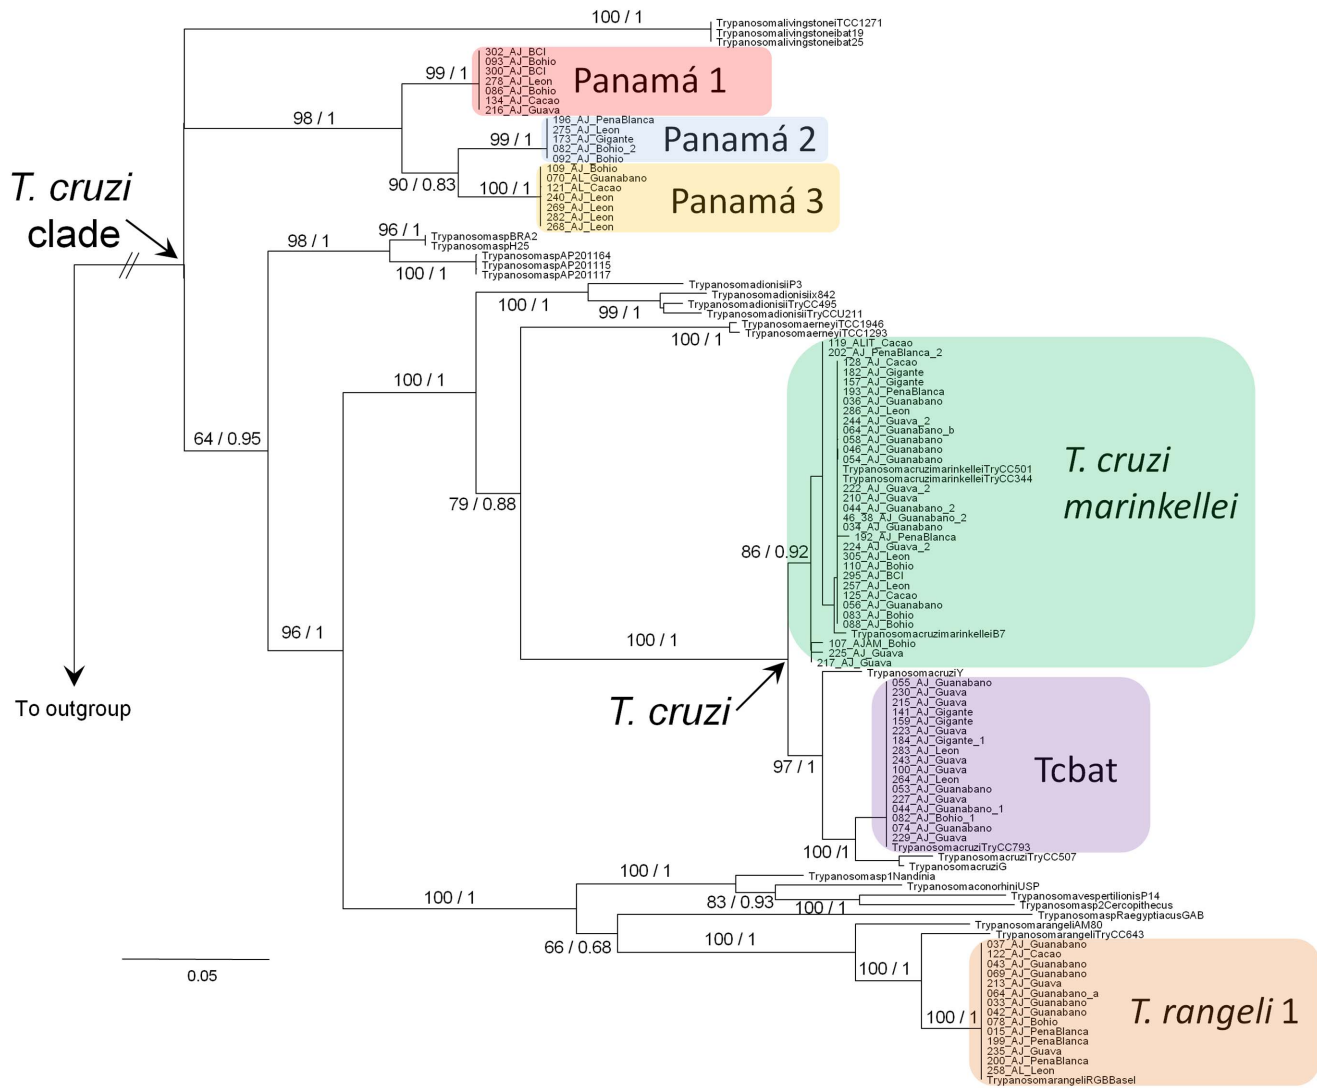 100 / 1
TrypanosomalivingstoneiTCC1271
Trypanosomalivingstoneibat19
Trypanosomalivingstoneibat25
302_AJ_BCI
093_AJ_Bohio
300_AJ_BCI
278_AJ_Leon
086_AJ_Bohio
134_AJ_Cacao
216_AJ_Guava
99 / 1
Panamá 1
98 / 1
196_AJ_PenaBlanca
275_AJ_Leon
173_AJ_Gigante
082_AJ_Bohio_2
092_AJ_Bohio
99 / 1
Panamá 2
90 / 0.83
109_AJ_Bohio
070_AL_Guanabano
121_AL_Cacao
240_AJ_Leon
269_AJ_Leon
282_AJ_Leon
268_AJ_Leon
100 / 1
Panamá 3
T. cruzi
clade
98 / 1
96 / 1
TrypanosomaspBRA2
TrypanosomaspH25
100 / 1
TrypanosomaspAP201164
TrypanosomaspAP201115
TrypanosomaspAP201117
100 / 1
TrypanosomadionisiiP3
Trypanosomadionisiix842
TrypanosomadionisiiTryCC495
TrypanosomadionisiiTryCCU211
99 / 1
TrypanosomaerneyiTCC1946
TrypanosomaerneyiTCC1293
100 / 1
100 / 1
64 / 0.95
79 / 0.88
119_ALIT_Cacao
202_AJ_PenaBlanca_2
128_AJ_Cacao
182_AJ_Gigante
157_AJ_Gigante
193_AJ_PenaBlanca
036_AJ_Guanabano
286_AJ_Leon
244_AJ_Guava_2
064_AJ_Guanabano_b
058_AJ_Guanabano
046_AJ_Guanabano
054_AJ_Guanabano
TrypanosomacruzimarinkelleiTryCC501
TrypanosomacruzimarinkelleiTryCC344
222_AJ_Guava_2
210_AJ_Guava
044_AJ_Guanabano_2
46_38_AJ_Guanabano_2
034_AJ_Guanabano
192_AJ_PenaBlanca
224_AJ_Guava_2
305_AJ_Leon
110_AJ_Bohio
295_AJ_BCI
257_AJ_Leon
125_AJ_Cacao
056_AJ_Guanabano
083_AJ_Bohio
088_AJ_Bohio
TrypanosomacruzimarinkelleiB7
107_AJAM_Bohio
225_AJ_Guava
217_AJ_Guava
T. cruzi
marinkellei
86 / 0.92
96 / 1
100 / 1
To outgroup
T. cruzi
97 / 1
TrypanosomacruziY
055_AJ_Guanabano
230_AJ_Guava
215_AJ_Guava
141_AJ_Gigante
159_AJ_Gigante
223_AJ_Guava
184_AJ_Gigante_1
283_AJ_Leon
243_AJ_Guava
100_AJ_Guava
264_AJ_Leon
053_AJ_Guanabano
227_AJ_Guava
044_AJ_Guanabano_1
082_AJ_Bohio_1
074_AJ_Guanabano
229_AJ_Guava
TrypanosomacruziTryCC793
Tcbat
100 /1
TrypanosomacruziTryCC507
TrypanosomacruziG
100 / 1
100 / 1
Trypanosomasp1Nandinia
TrypanosomaconorhiniUSP
83 / 0.93
TrypanosomavespertilionisP14
Trypanosomasp2Cercopithecus
100 / 1
TrypanosomaspRaegyptiacusGAB
66 / 0.68
100 / 1
TrypanosomarangeliAM80
TrypanosomarangeliTryCC643
100 / 1
037_AJ_Guanabano
122_AJ_Cacao
043_AJ_Guanabano
069_AJ_Guanabano
213_AJ_Guava
064_AJ_Guanabano_a
033_AJ_Guanabano
042_AJ_Guanabano
078_AJ_Bohio
015_AJ_PenaBlanca
199_AJ_PenaBlanca
235_AJ_Guava
200_AJ_PenaBlanca
258_AL_Leon
TrypanosomarangeliRGBBasel
100 / 1
T. rangeli 1
0.05